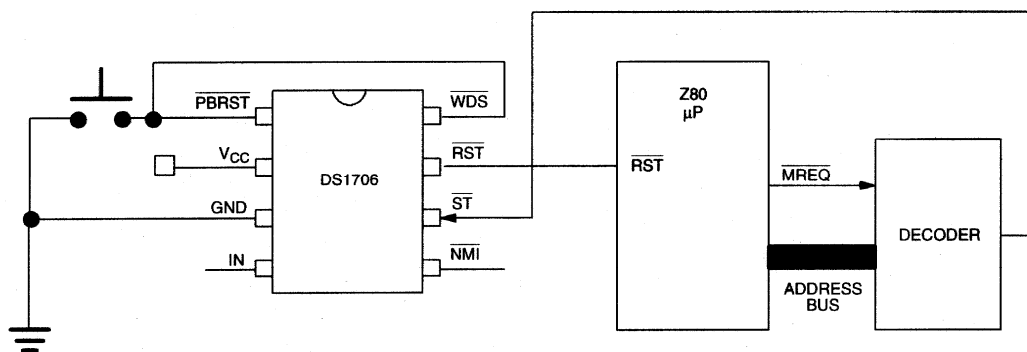 PBRST
VCC
GND
IN
DS1706
WDS
RST
ST
NMI
Z80
μP
RST
MREQ
ADDRESS
BUS
DECODER